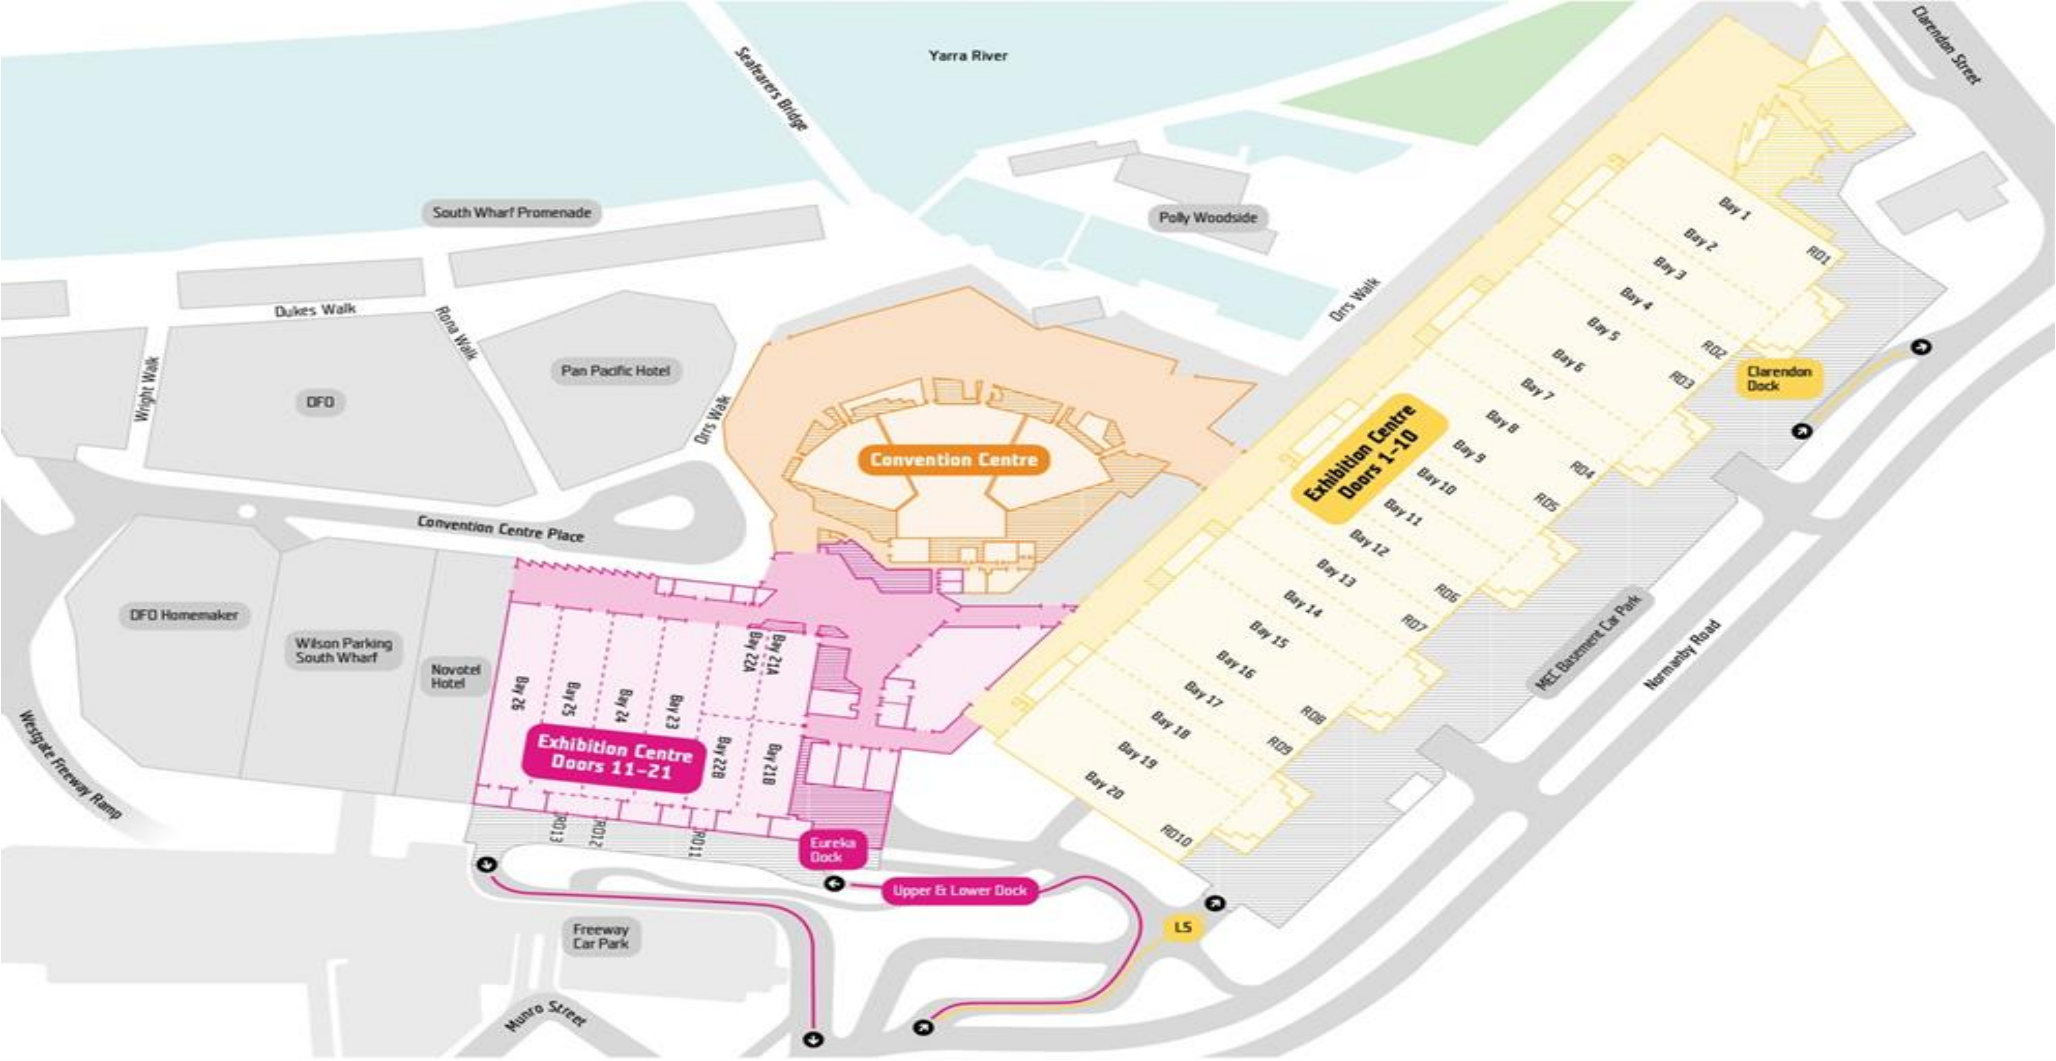 Clarendon Street
Yarra River
Seafarers Bridge
South Wharf Promenade
Polly Woodside
Dukes Walk
Rona Walk
Orrs Walk
Wright Walk
DFO
Pan Pacific Hotel
Orrs Walk
Convention Centre
Convention Centre Place
Exhibition Centre
Doors 1-10
Bay 1
Bay 2
Bay 3
Bay 4
Bay 5
Bay 6
Bay 7
Bay 8
Bay 9
Bay 10
Bay 11
Bay 12
Bay 13
Bay 14
Bay 15
Bay 16
Bay 17
Bay 18
Bay 19
Bay 20
RD1
RD2
RD3
RD4
RD5
RD6
RD7
RD8
RD9
RD10
Clarendon
Dock
MEC Basement Car Park
Normanby Road
DFO Homemaker
Wilson Parking
South Wharf
Novotel
Hotel
Westgate Freeway Ramp
Bay 26
Bay 25
Bay 24
Bay 23
Bay 22A
Bay 21A
Bay 22B
Bay 21B
Exhibition Centre
Doors 11-21
RD13
RD12
RD11
Eureka
Dock
Upper & Lower Dock
L5
Freeway
Car Park
Munro Street